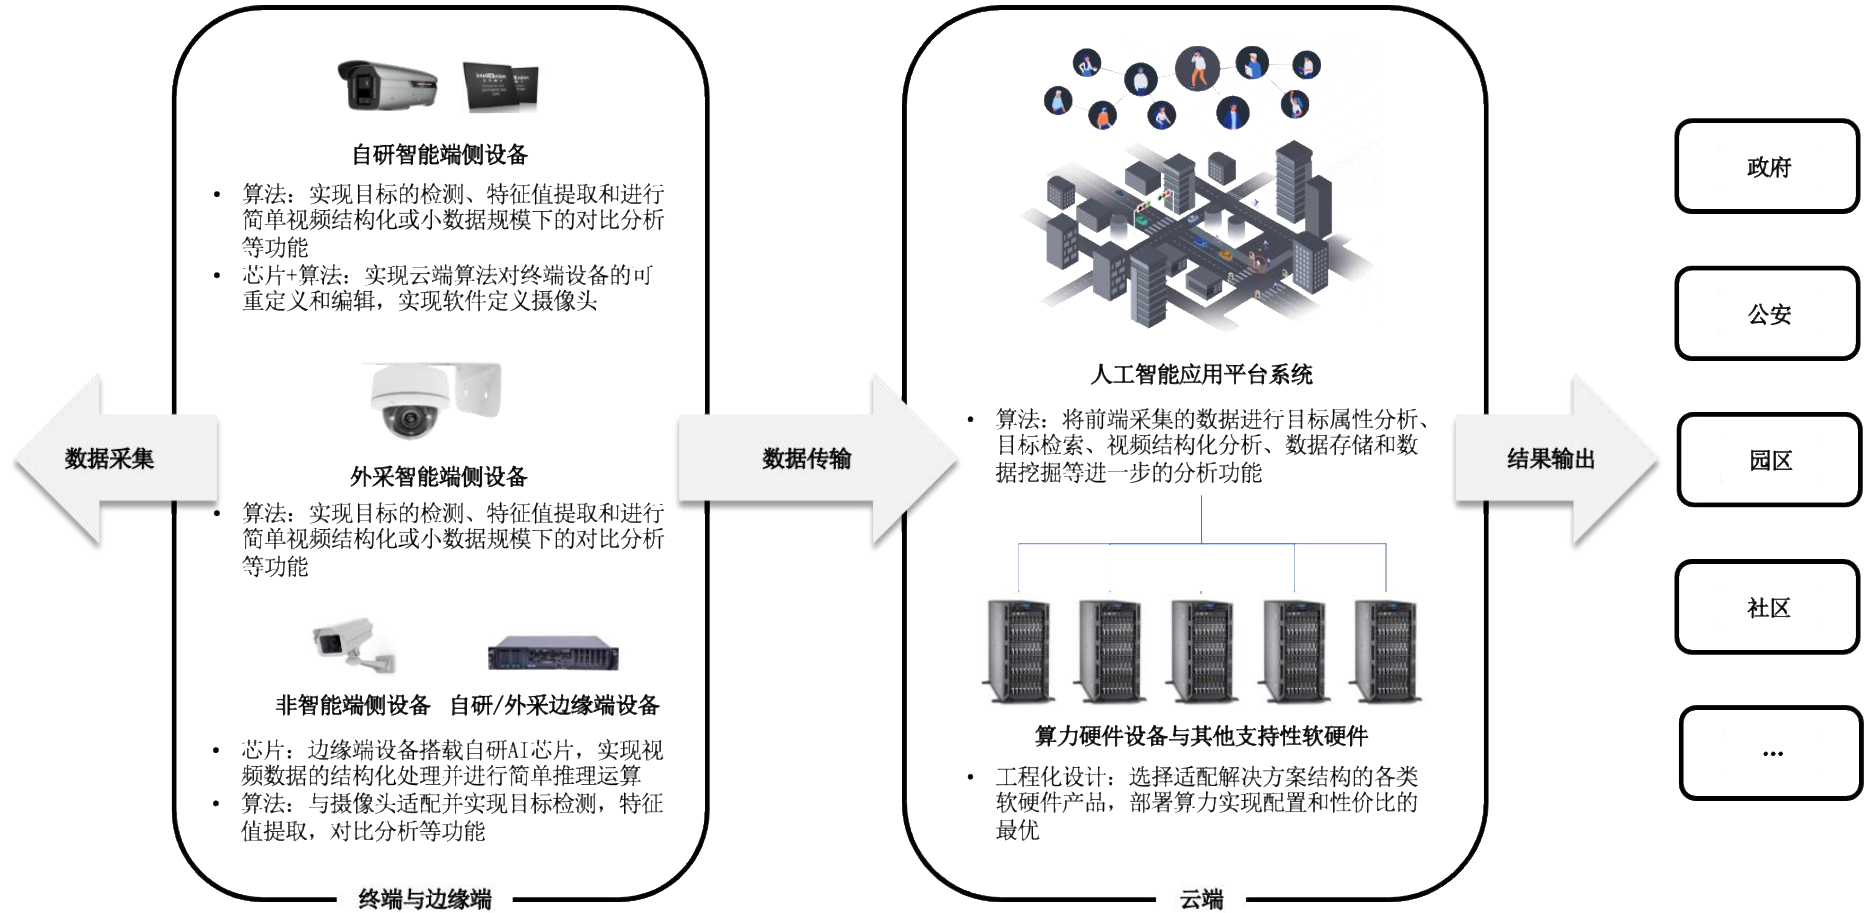 数据采集
自研智能端侧设备
• 算法：实现目标的检测、特征值提取和进行
简单视频结构化或小数据规模下的对比分析
等功能
• 芯片+算法：实现云端算法对终端设备的可
重定义和编辑，实现软件定义摄像头
外采智能端侧设备
• 算法：实现目标的检测、特征值提取和进行
简单视频结构化或小数据规模下的对比分析
等功能
非智能端侧设备 自研/外采边缘端设备
• 芯片：边缘端设备搭载自研AI芯片，实现视
频数据的结构化处理并进行简单推理运算
• 算法：与摄像头适配并实现目标检测，特征
值提取，对比分析等功能
终端与边缘端
数据传输
人工智能应用平台系统
• 算法：将前端采集的数据进行目标属性分析、
目标检索、视频结构化分析、数据存储和数
据挖掘等进一步的分析功能
算力硬件设备与其他支持性软硬件
• 工程化设计：选择适配解决方案结构的各类
软硬件产品，部署算力实现配置和性价比的
最优
云端
结果输出
政府
公安
园区
社区
…